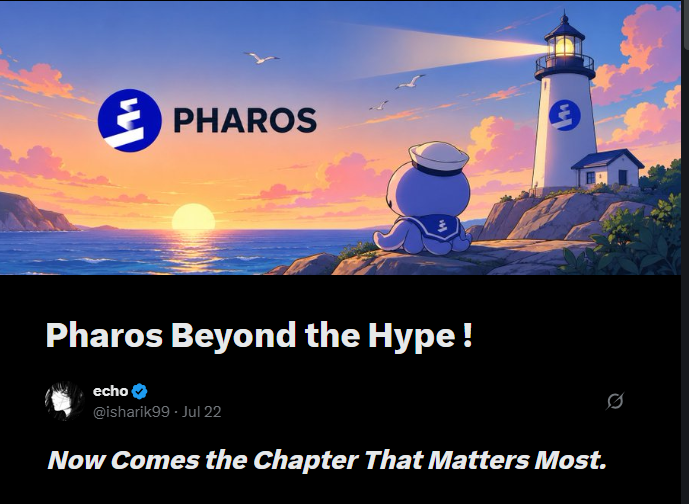 PHAROS
Pharos Beyond the Hype !
echo
@isharik99 · Jul 22
Now Comes the Chapter That Matters Most.